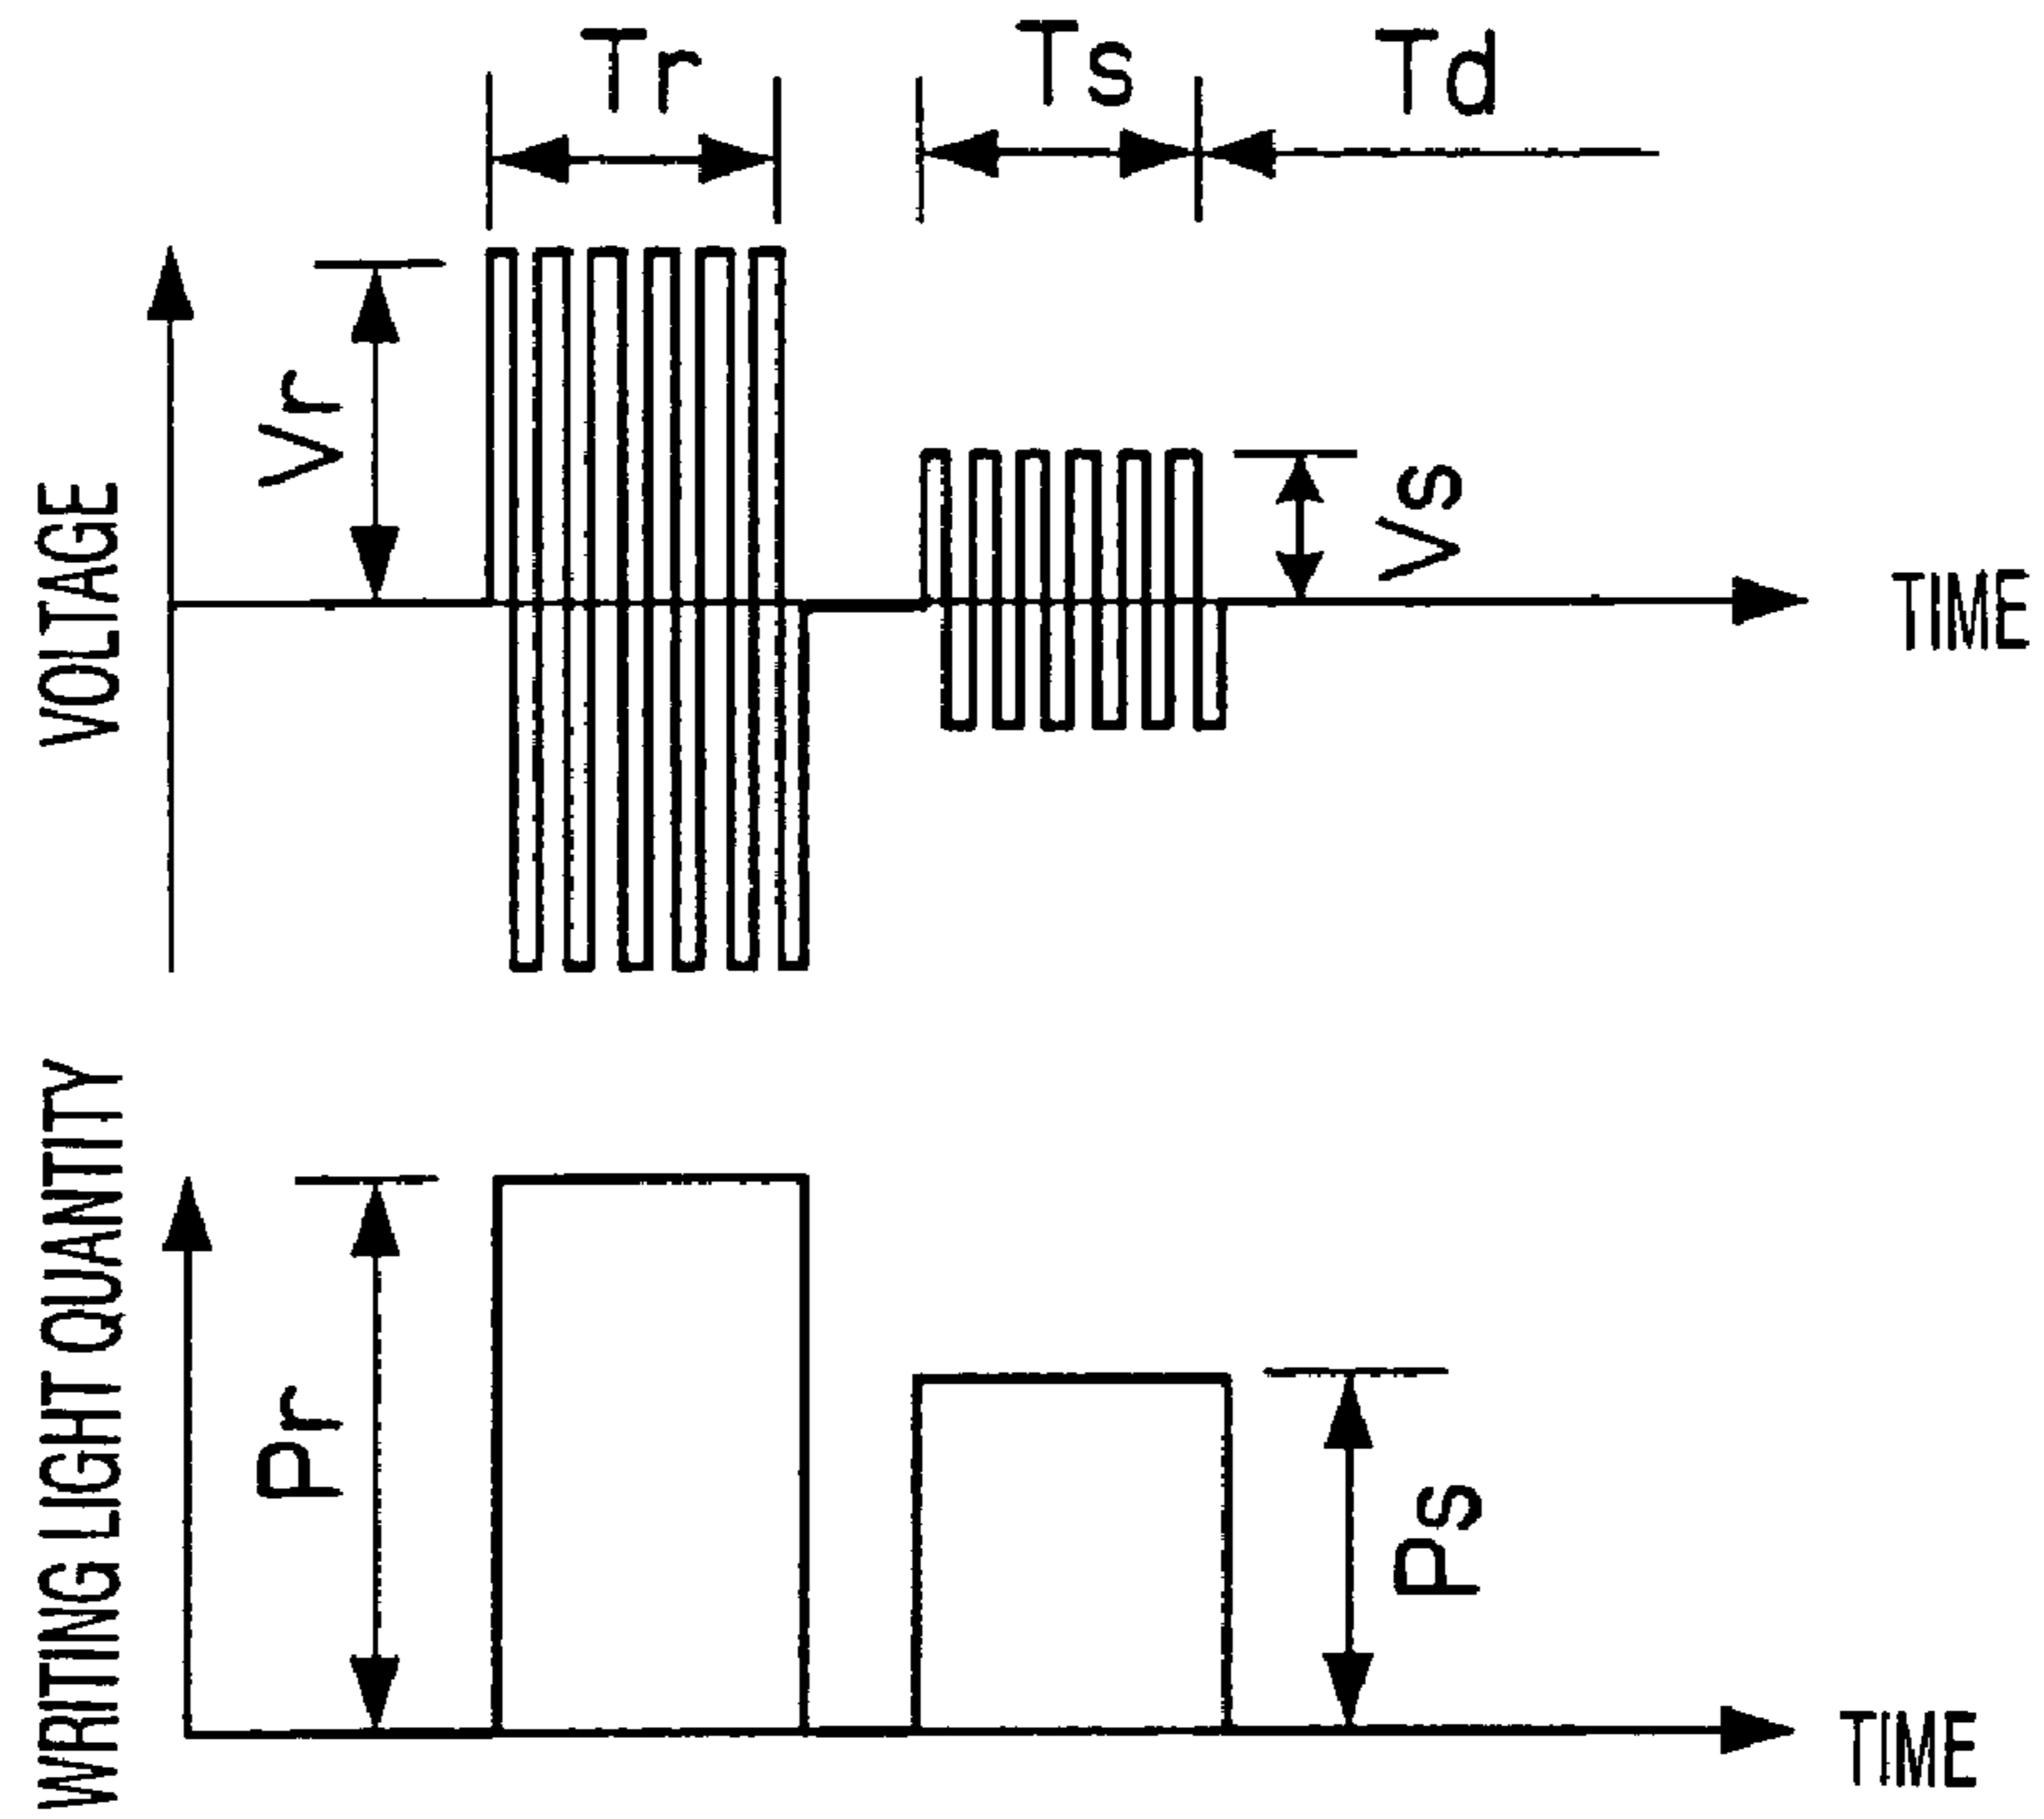 Tr
Ts
Td
VOLTAGE
Vr
Vs
TIME
WRITING LIGHT QUANTITY
Pr
Ps
TIME